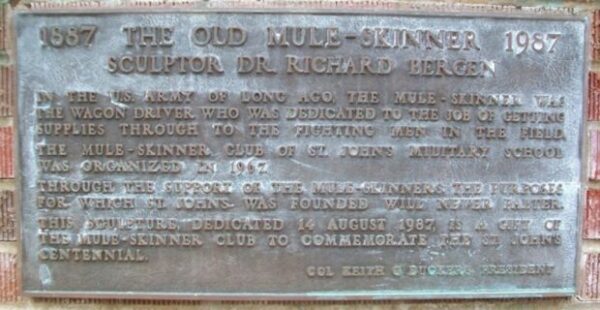 1887 THE OLD MULE-SKINNER 1987
SCULPTOR DR. RICHARD BERGEN
IN THE U.S. ARMY OF LONG AGO, THE MULE-SKINNER WAS
THE WAGON DRIVER WHO WAS DEDICATED TO THE JOB OF GETTING
SUPPLIES THROUGH TO THE FIGHTING MEN IN THE FIELD.
THE MULE-SKINNER CLUB OF ST. JOHN'S MILITARY SCHOOL
WAS ORGANIZED IN 1967.
THROUGH THE SUPPORT OF THE MULE-SKINNERS, THE PURPOSES
FOR WHICH ST. JOHN'S WAS FOUNDED WILL NEVER FALTER.
THIS SCULPTURE, DEDICATED 14 AUGUST 1987, IS A GIFT OF
THE MULE-SKINNER CLUB TO COMMEMORATE THE ST. JOHN'S
CENTENNIAL.
COL KEITH G DUCKERS, PRESIDENT